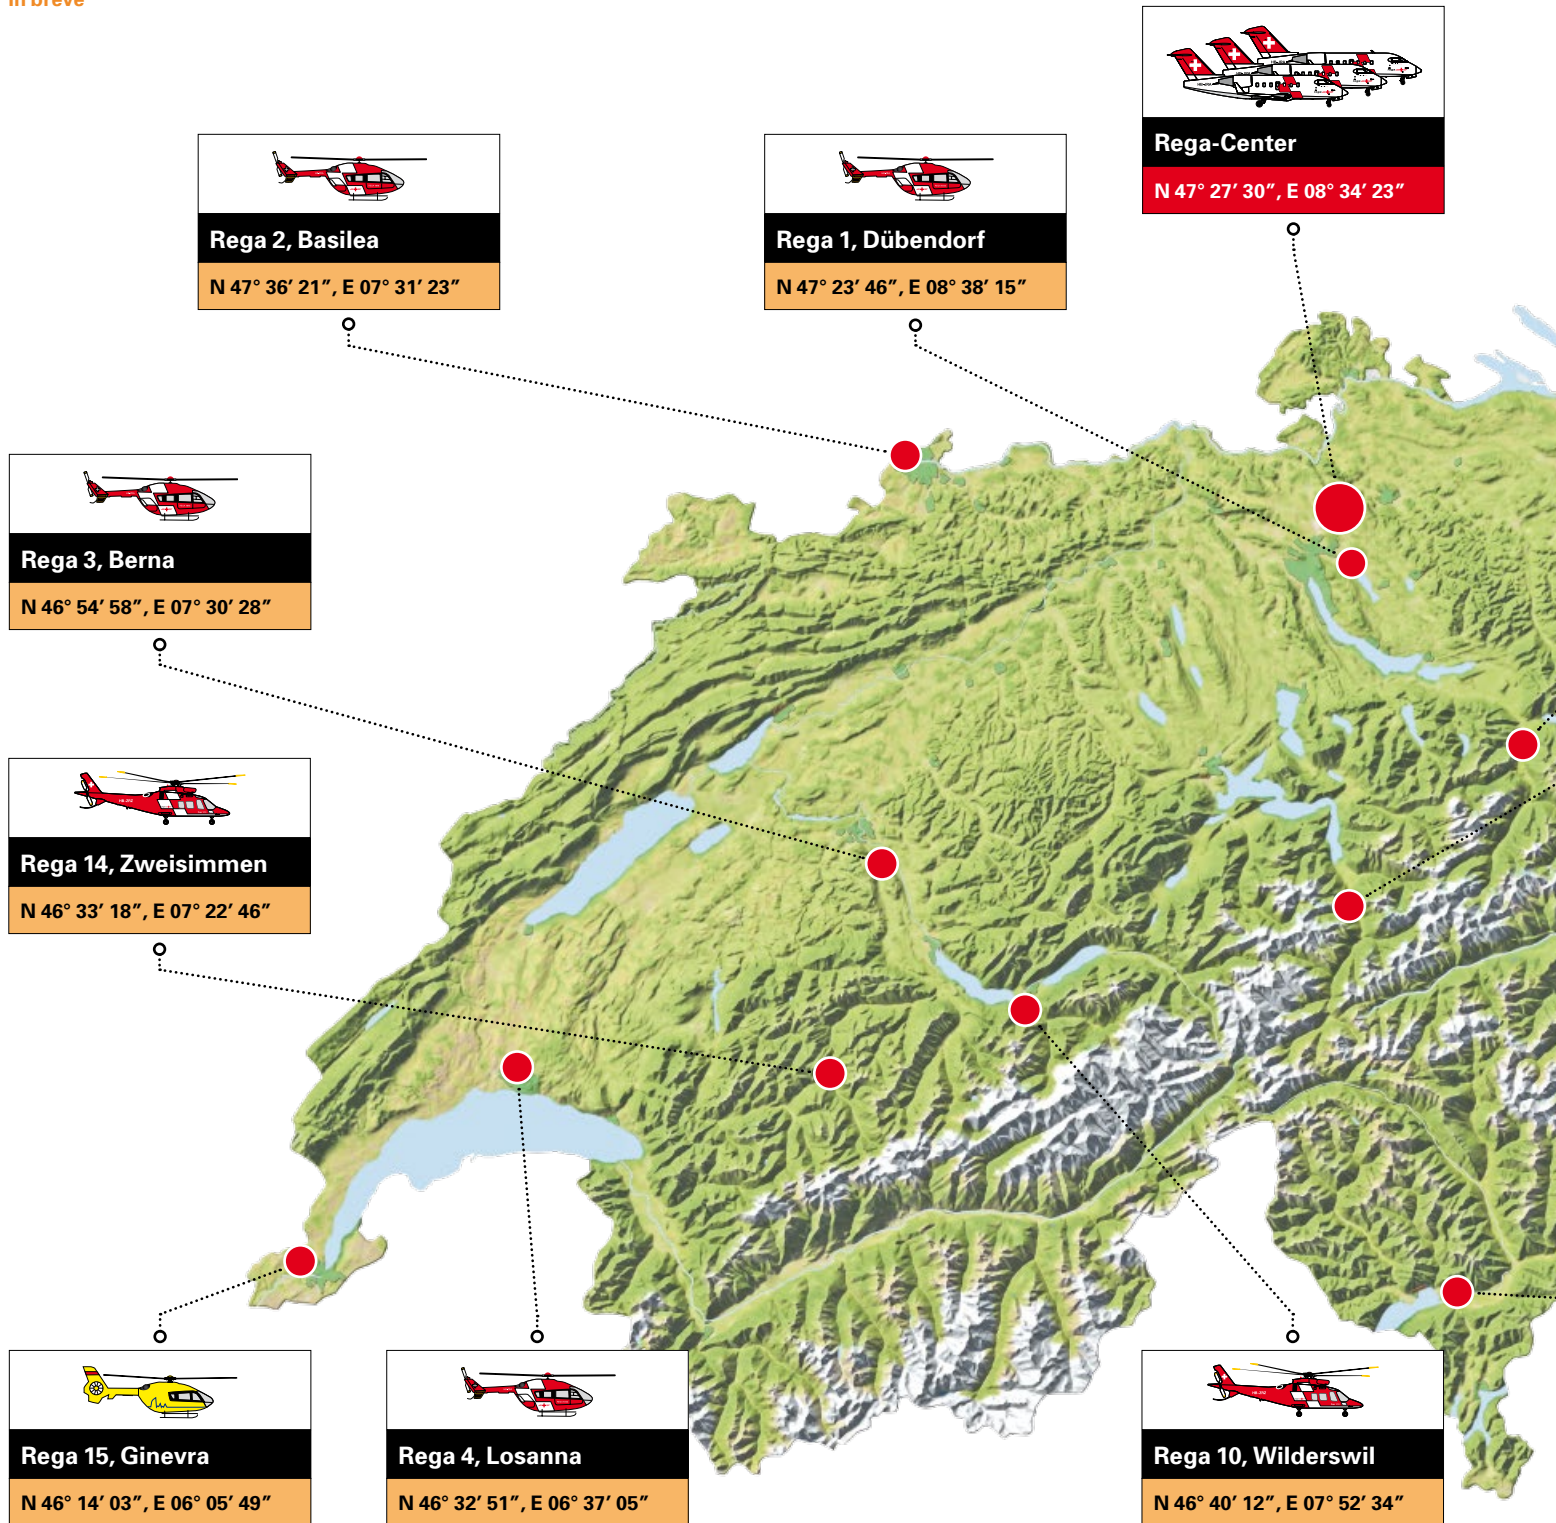 In breve
Rega-Center
N 47° 27′ 30″, E 08° 34′ 23″
Rega 2, Basilea
N 47° 36′ 21″, E 07° 31′ 23″
Rega 1, Dübendorf
N 47° 23′ 46″, E 08° 38′ 15″
Rega 3, Berna
N 46° 54′ 58″, E 07° 30′ 28″
Rega 14, Zweisimmen
N 46° 33′ 18″, E 07° 22′ 46″
Rega 15, Ginevra
N 46° 14′ 03″, E 06° 05′ 49″
Rega 4, Losanna
N 46° 32′ 51″, E 06° 37′ 05″
Rega 10, Wilderswil
N 46° 40′ 12″, E 07° 52′ 34″